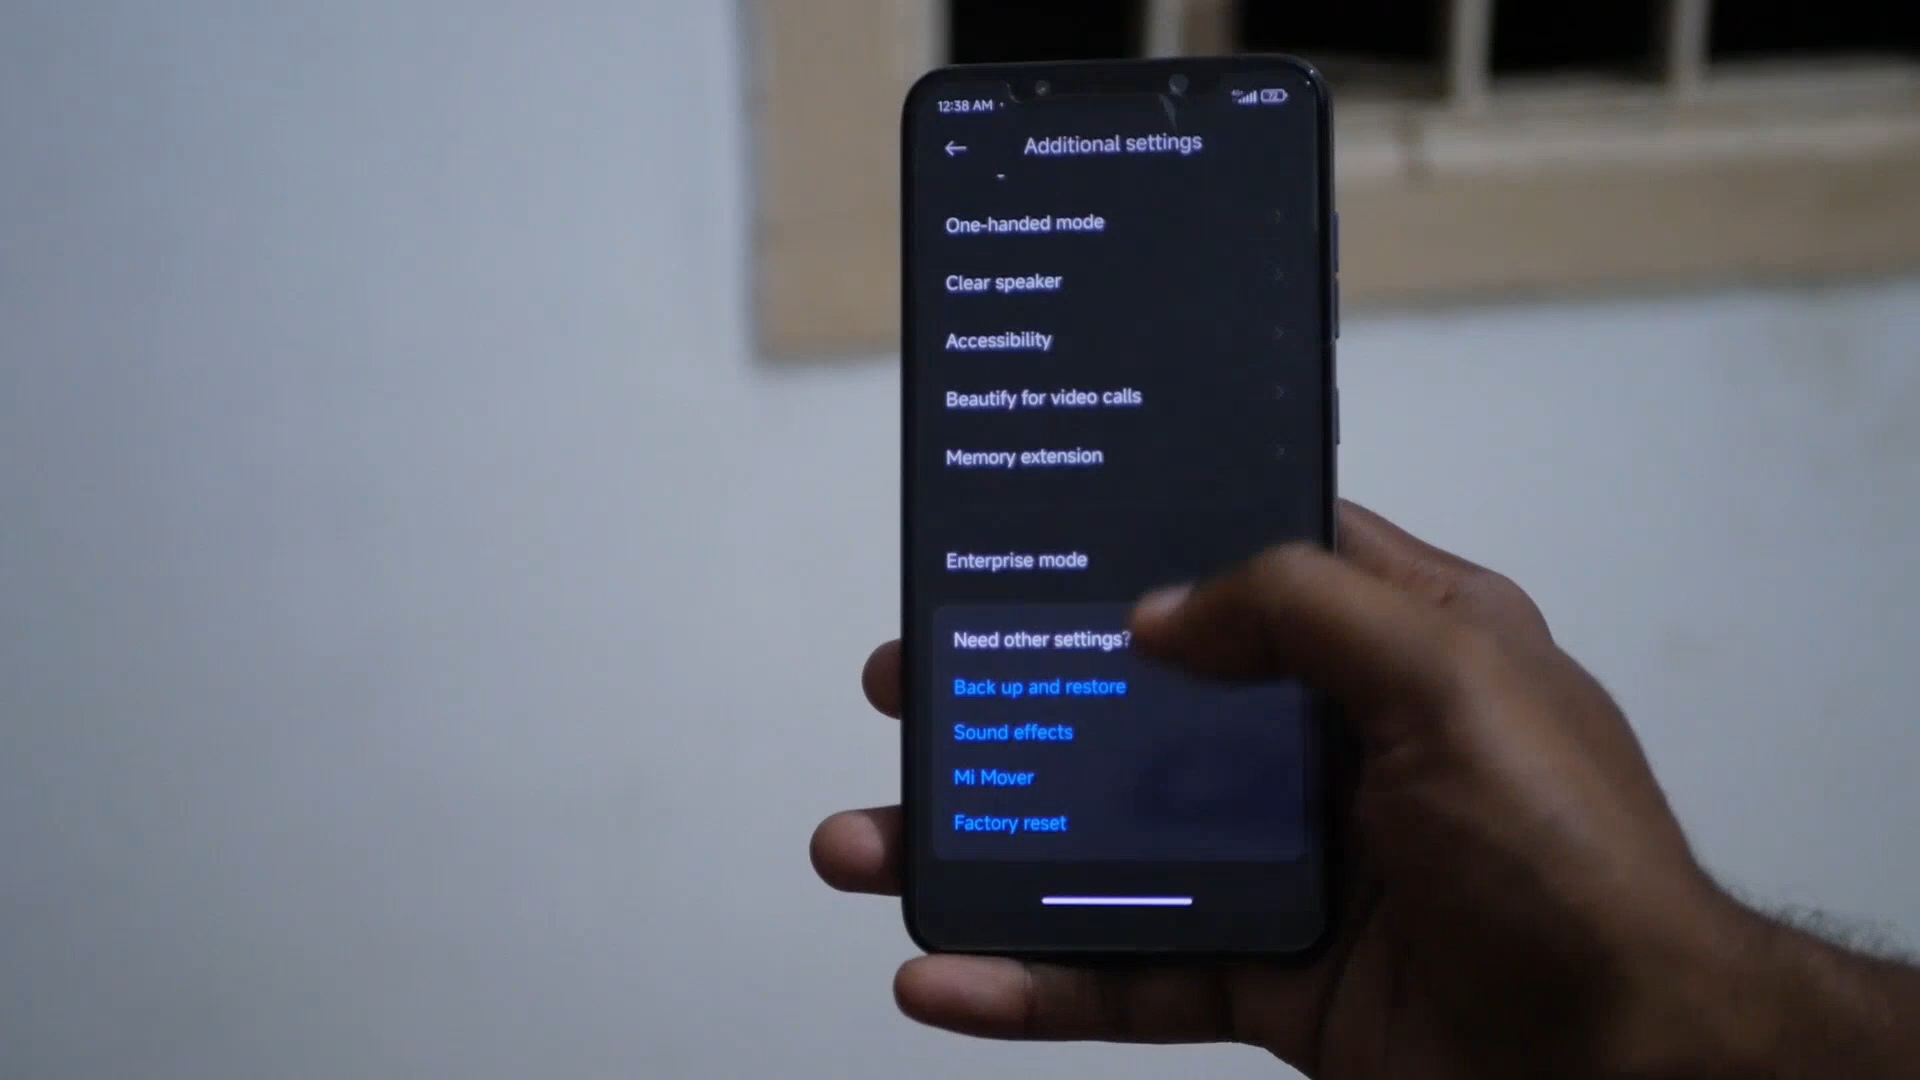 12:38 AM
Additional settings
One-handed mode
Clear speaker
Accessibility
Beautify for video calls
Memory extension
Enterprise mode
Need other settings?
Back up and restore
Sound effects
Mi Mover
Factory reset